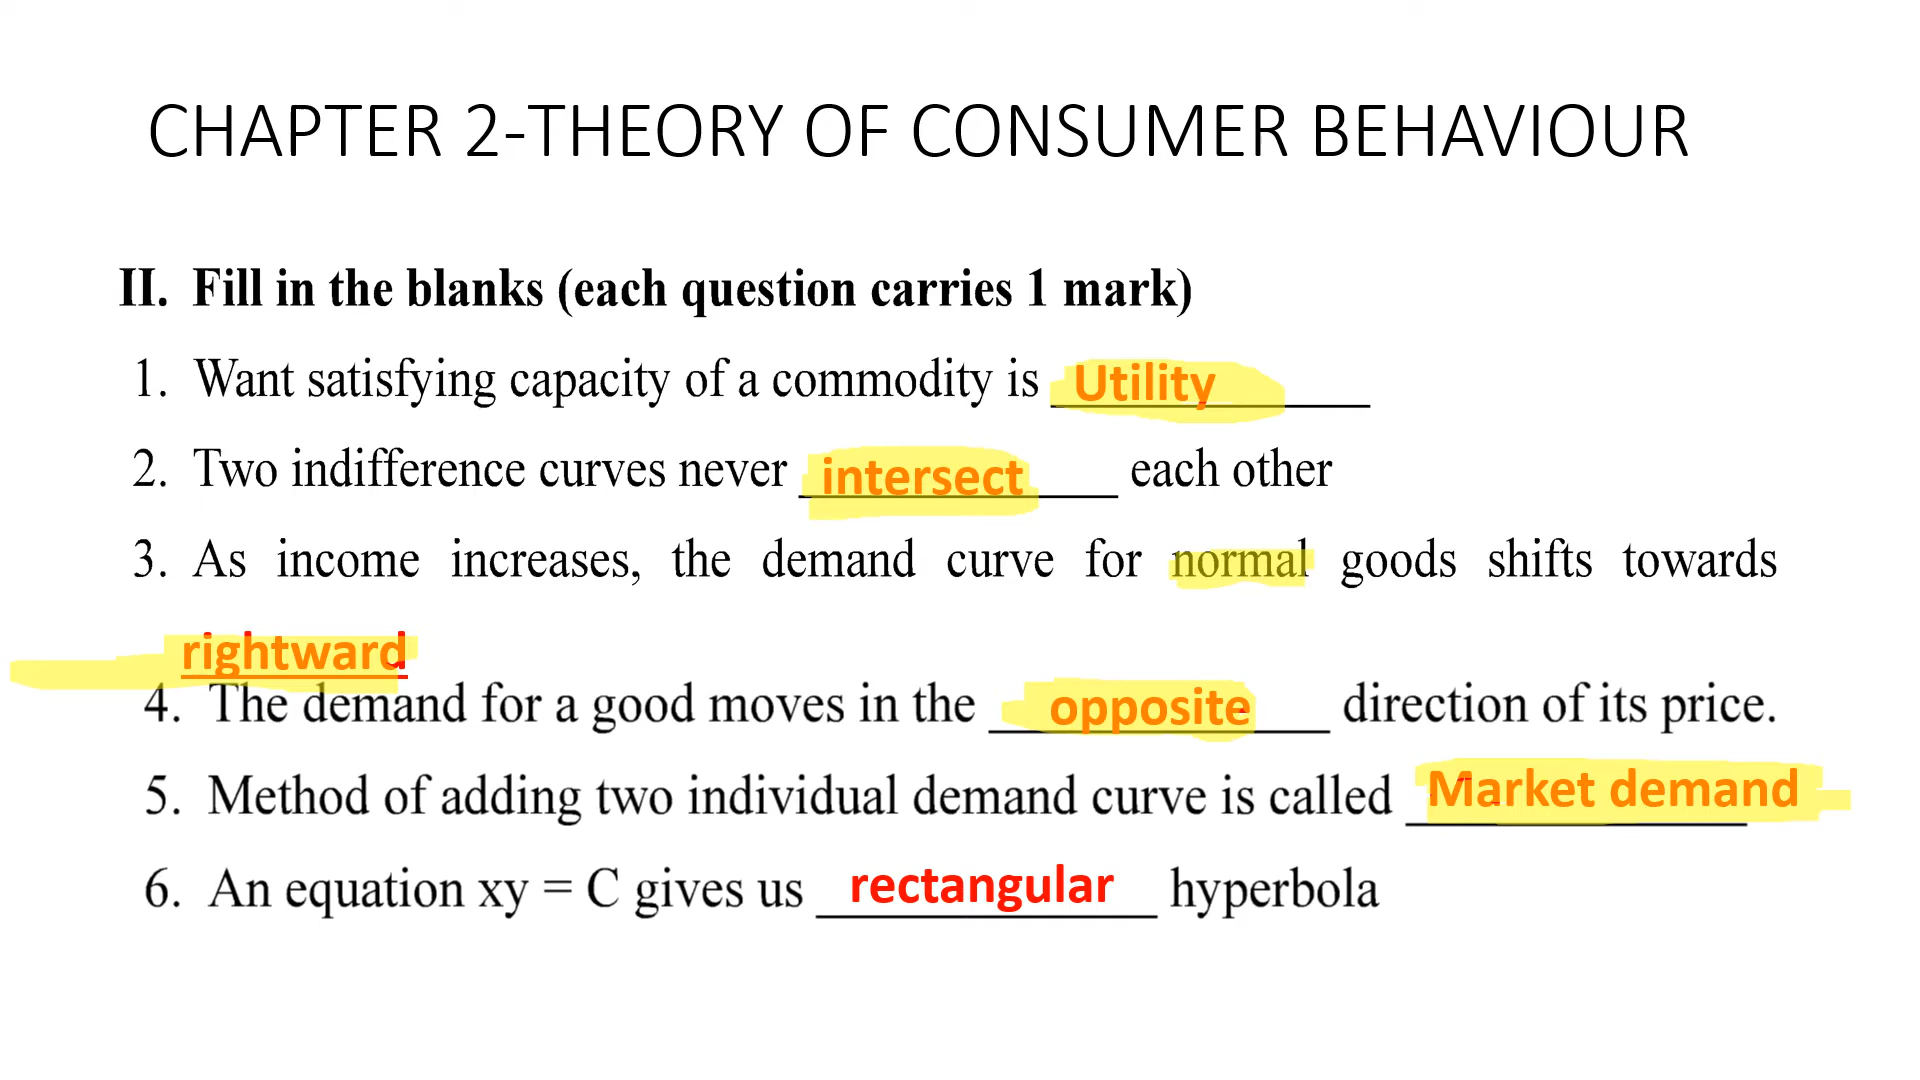 CHAPTER 2-THEORY OF CONSUMER BEHAVIOUR
II. Fill in the blanks (each question carries 1 mark)
1. Want satisfying capacity of a commodity is Utility
2. Two indifference curves never intersect each other
3. As income increases, the demand curve for normal goods shifts towards
rightward
4. The demand for a good moves in the opposite direction of its price.
5. Method of adding two individual demand curve is called Market demand
6. An equation xy = C gives us rectangular hyperbola